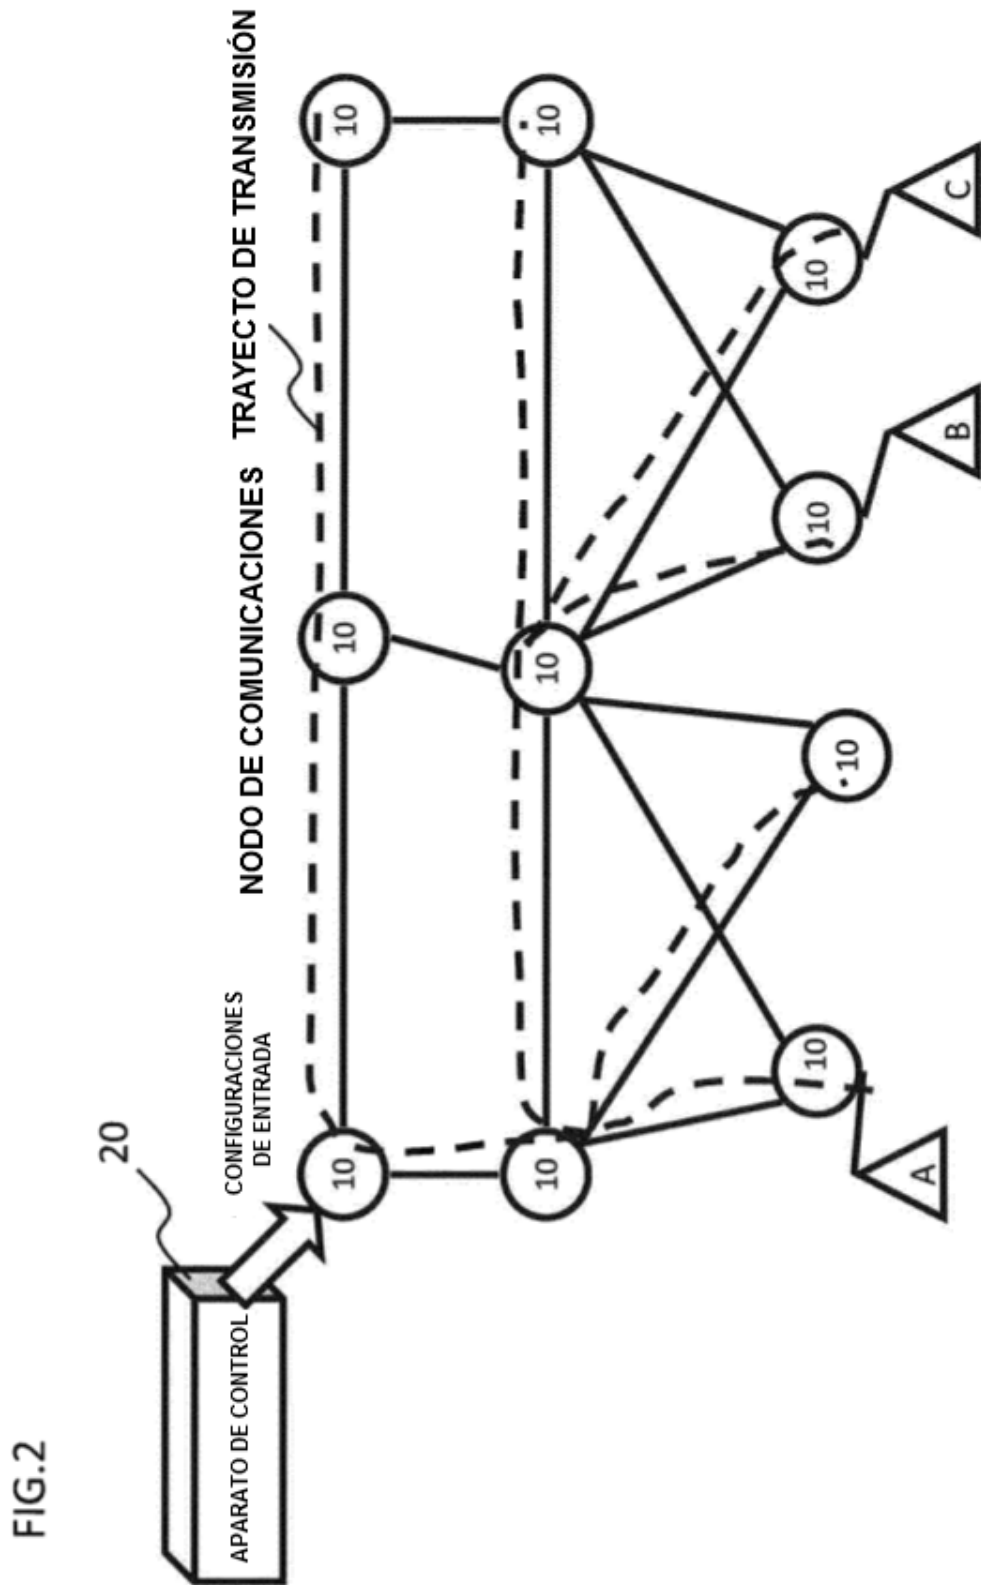 FIG.2
20
APARATO DE CONTROL
CONFIGURACIONES
DE ENTRADA
NODO DE COMUNICACIONES
TRAYECTO DE TRANSMISIÓN
10
10
10
10
10
10
10
10
10
10
A
B
C